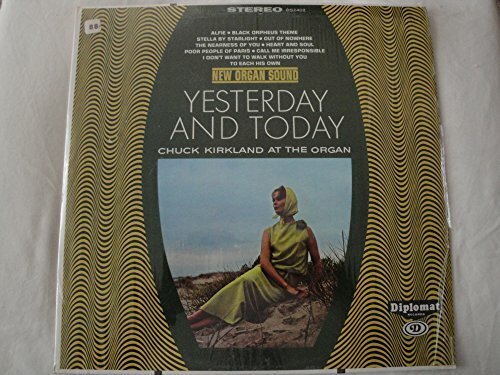 88
STEREO DS2402
ALFIE • BLACK ORPHEUS THEME
STELLA BY STARLIGHT • OUT OF NOWHERE
THE NEARNESS OF YOU • HEART AND SOUL
POOR PEOPLE OF PARIS • CALL ME IRRESPONSIBLE
I DON'T WANT TO WALK WITHOUT YOU
TO EACH HIS OWN
NEW ORGAN SOUND
YESTERDAY
AND TODAY
CHUCK KIRKLAND AT THE ORGAN
Diplomat
RECORDS
D